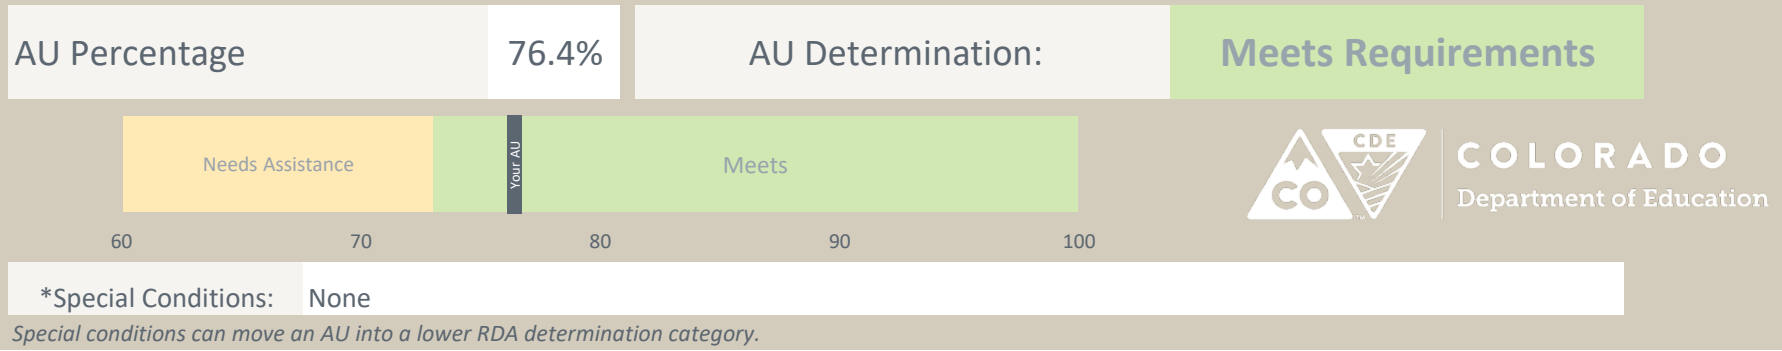 AU Percentage 76.4% AU Determination: Meets Requirements
Needs Assistance Your AU Meets
60 70 80 90 100
CDE
CO
TM
COLORADO
Department of Education
*Special Conditions: None
Special conditions can move an AU into a lower RDA determination category.